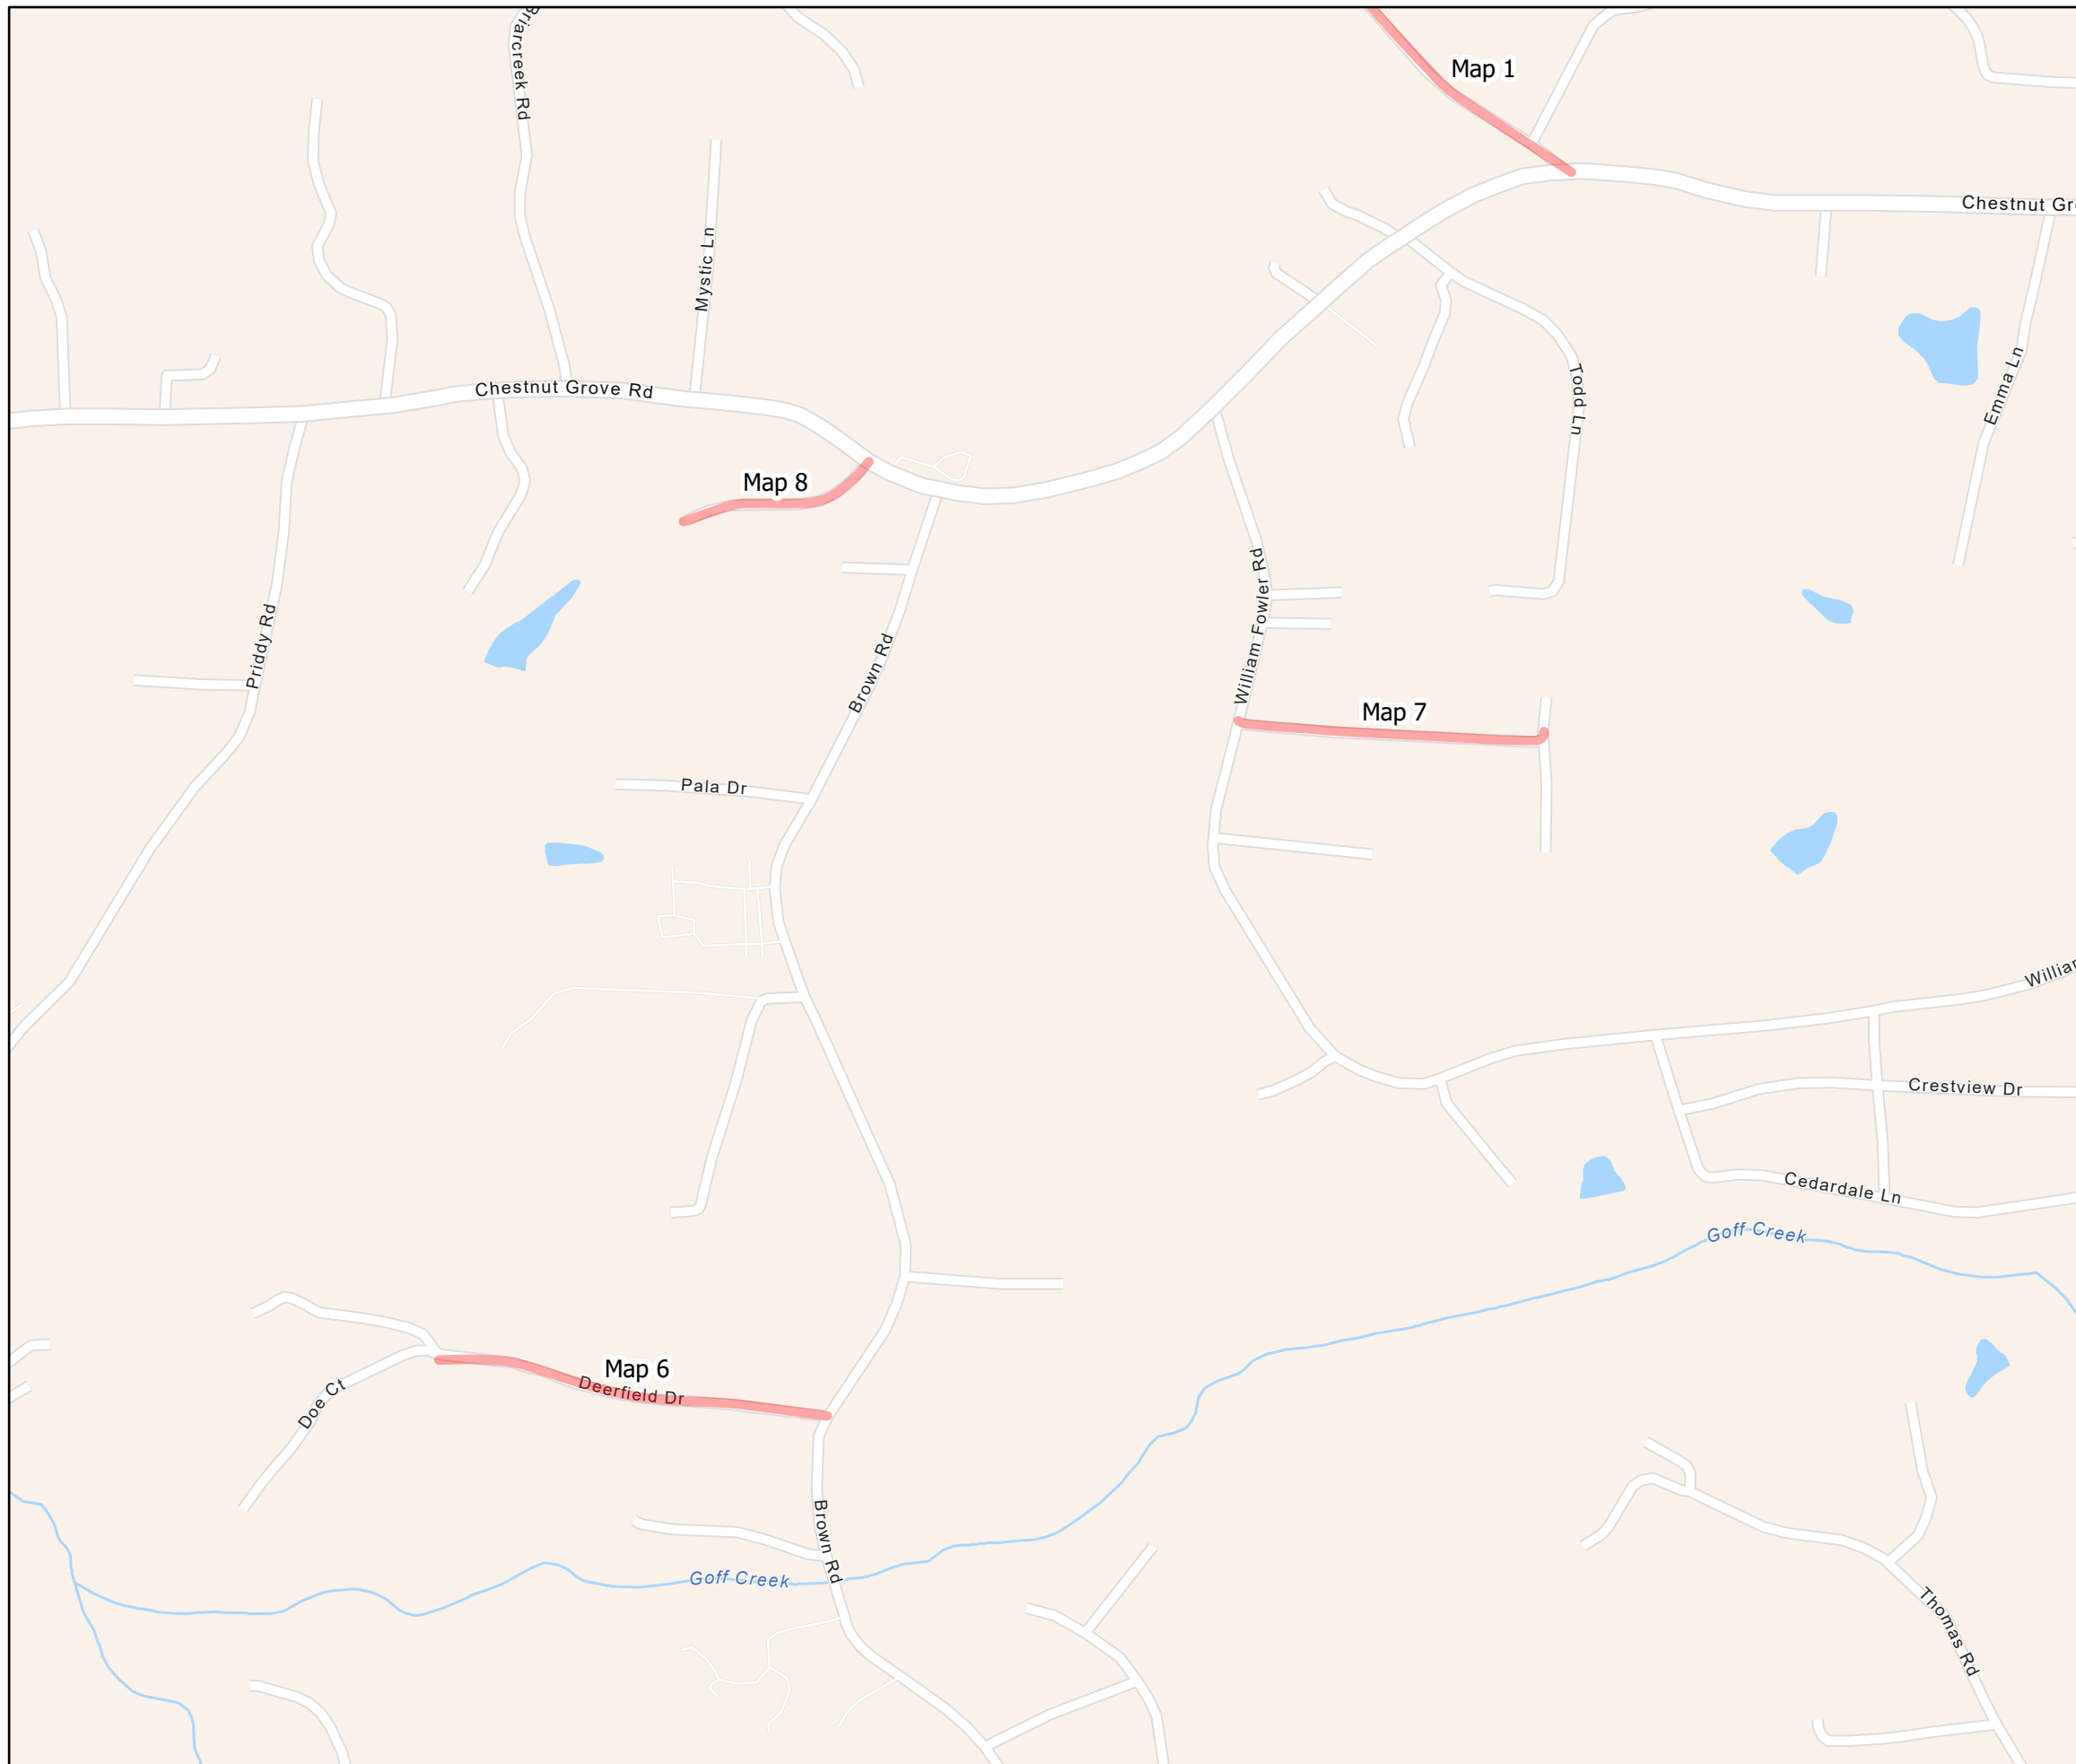 Briarcreek Rd
Map 1
Chestnut Gro
Mystic Ln
Chestnut Grove Rd
Todd Ln
Emma Ln
Map 8
Priddy Rd
Brown Rd
William Fowler Rd
Map 7
Pala Dr
William
Crestview Dr
Cedardale Ln
Goff Creek
Map 6
Deerfield Dr
Doe Ct
Brown Rd
Goff Creek
Thomas Rd